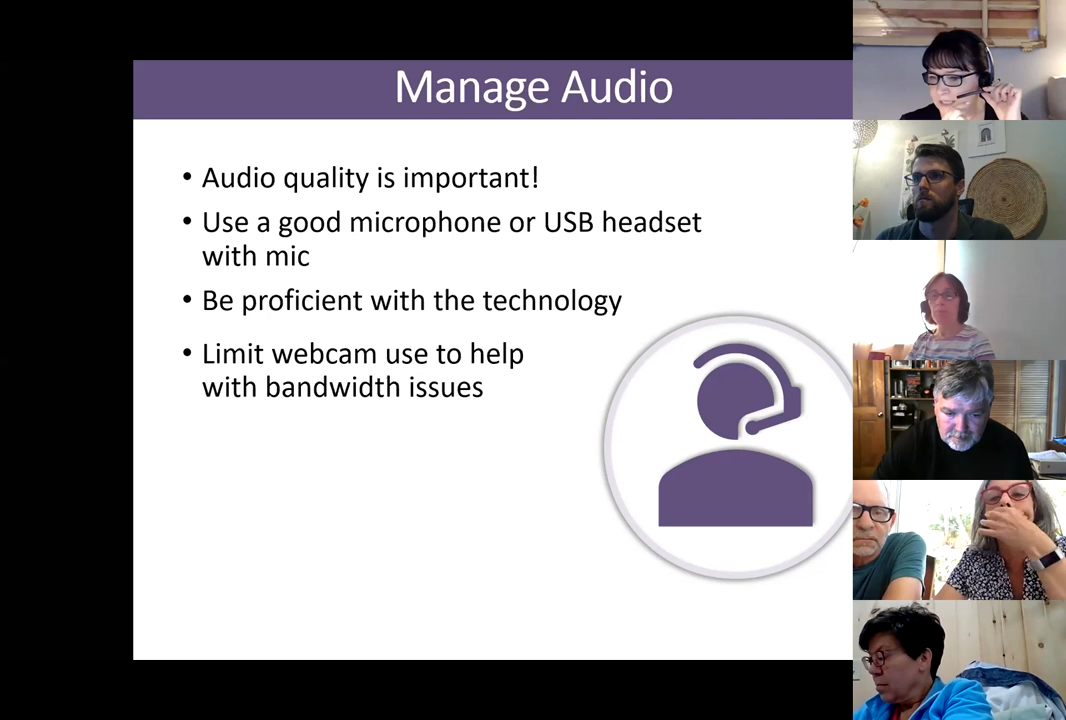 Manage Audio
• Audio quality is important!
• Use a good microphone or USB headset
with mic
• Be proficient with the technology
• Limit webcam use to help
with bandwidth issues